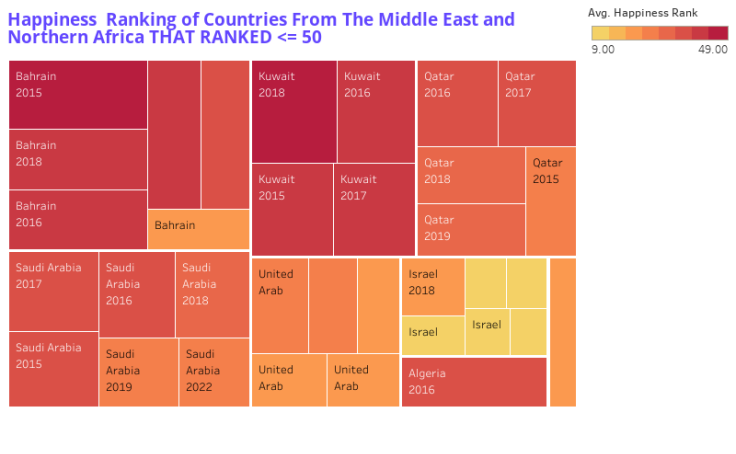 Happiness  Ranking of Countries From The Middle East and
Northern Africa THAT RANKED <= 50
Avg. Happiness Rank
9.00 49.00
Bahrain
2015
Bahrain
2018
Bahrain
2016
Bahrain
Kuwait
2018
Kuwait
2016
Kuwait
2015
Kuwait
2017
Qatar
2016
Qatar
2017
Qatar
2018
Qatar
2015
Qatar
2019
Saudi Arabia
2017
Saudi
Arabia
2016
Saudi
Arabia
2018
Saudi Arabia
2015
Saudi
Arabia
2019
Saudi
Arabia
2022
United
Arab
United
Arab
United
Arab
Israel
2018
Israel
Israel
Algeria
2016